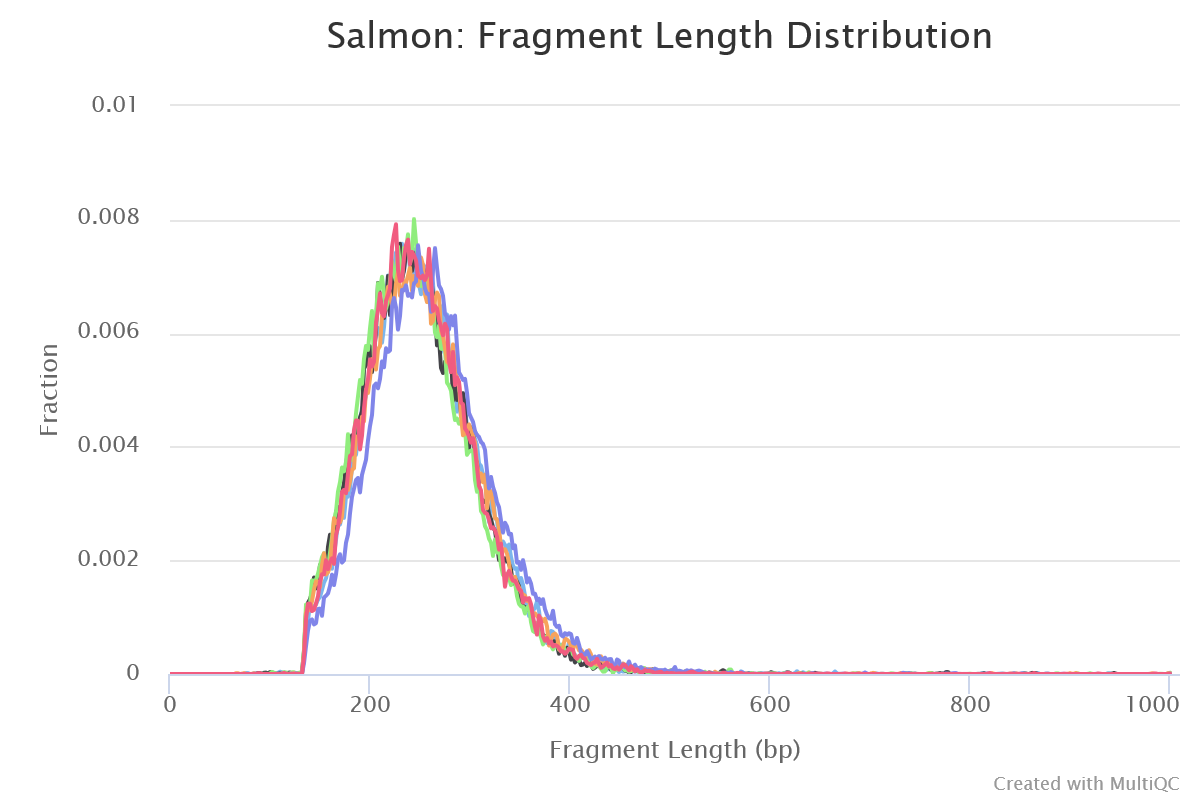 Salmon: Fragment Length Distribution
0.01
0.008
0.006
0.004
0.002
0
Fraction
0 200 400 600 800 1000
Fragment Length (bp)
Created with MultiQC